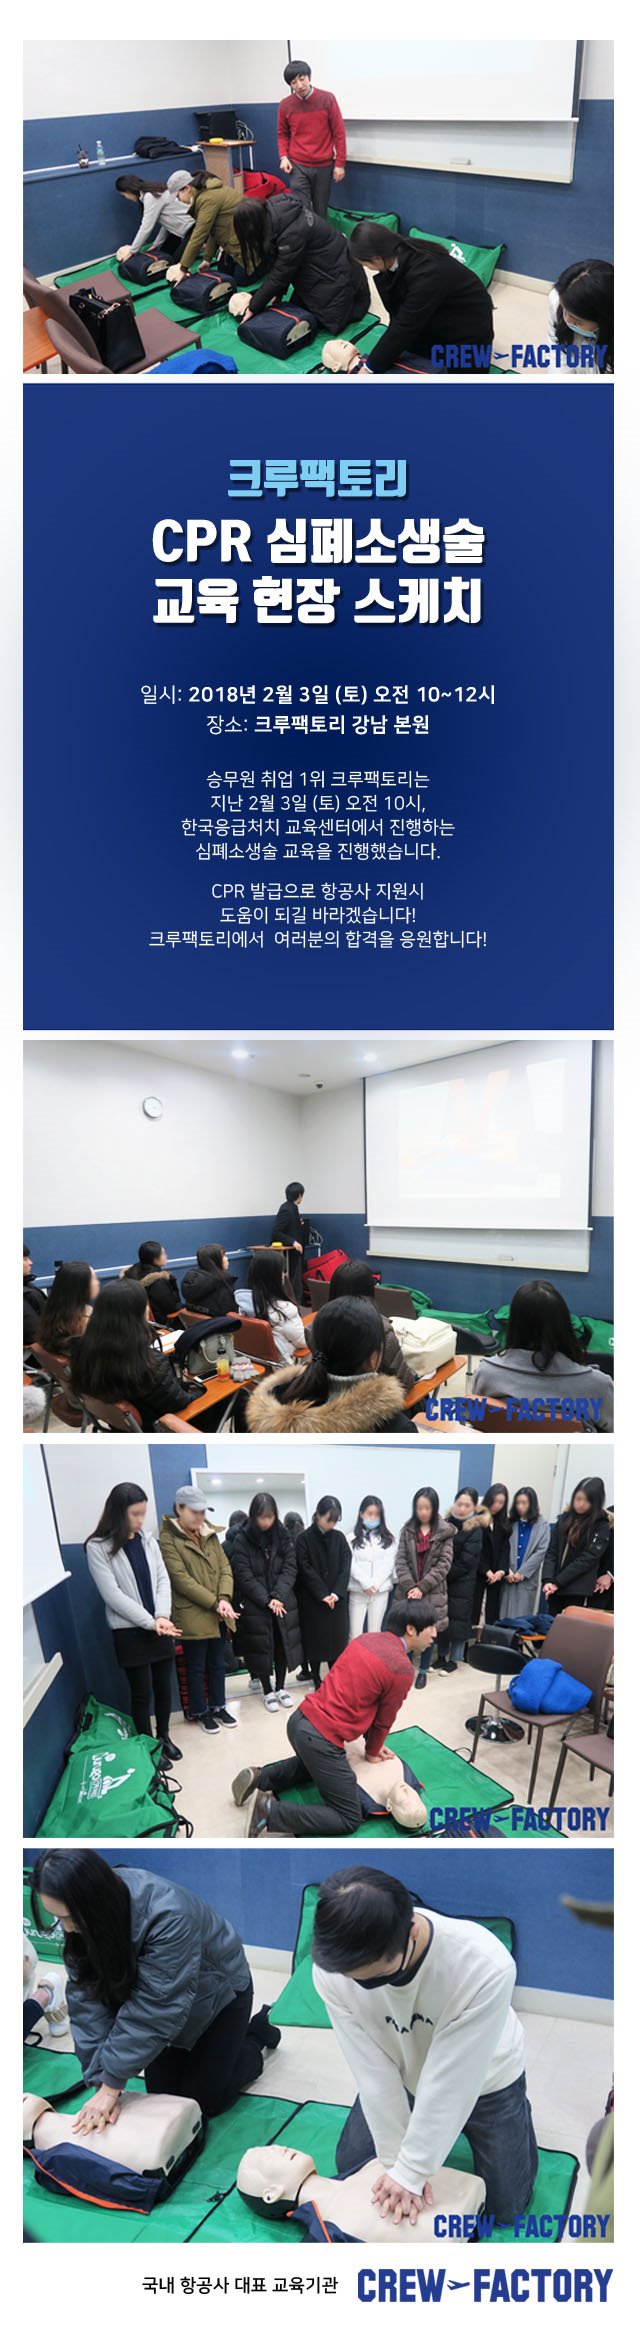 CREW FACTORY
크루팩토리
CPR 심폐소생술
교육 현장 스케치
일시: 2018년 2월 3일 (토) 오전 10~12시
장소: 크루팩토리 강남 본원
승무원 취업 1위 크루팩토리는
지난 2월 3일 (토) 오전 10시,
한국응급처치 교육센터에서 진행하는
심폐소생술 교육을 진행했습니다.
CPR 발급으로 항공사 지원시
도움이 되길 바라겠습니다!
크루팩토리에서 여러분의 합격을 응원합니다!
CREW FACTORY
CREW FACTORY
CREW FACTORY
국내 항공사 대표 교육기관 CREW FACTORY